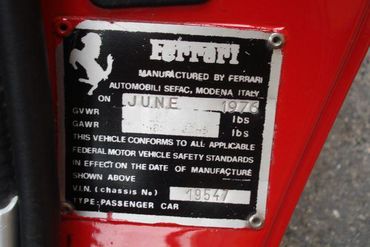 Ferrari
MANUFACTURED BY FERRARI
AUTOMOBILI SEFAC, MODENA, ITALY
ON JUNE 1976
GVWR lbs
GAWR lbs
THIS VEHICLE CONFORMS TO ALL APPLICABLE
FEDERAL MOTOR VEHICLE SAFETY STANDARDS
IN EFFECT ON THE DATE OF MANUFACTURE
SHOWN ABOVE
V.I.N. (chassis No) 19547
TYPE: PASSENGER CAR